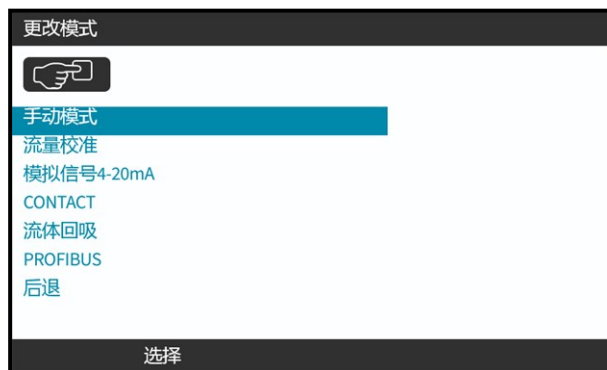 更改模式
手动模式
流量校准
模拟信号4-20mA
CONTACT
流体回吸
PROFIBUS
后退
选择